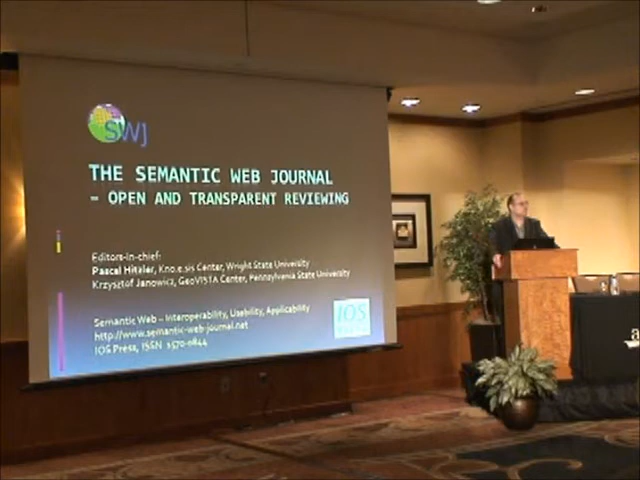 SWJ
THE SEMANTIC WEB JOURNAL
– OPEN AND TRANSPARENT REVIEWING
Editors-in-chief:
Pascal Hitzler, Kno.e.sis Center, Wright State University
Krzysztof Janowicz, GeoVISTA Center, Pennsylvania State University
Semantic Web – Interoperability, Usability, Applicability
http://www.semantic-web-journal.net
IOS Press, ISSN 1570-0844
IOS
Press
a